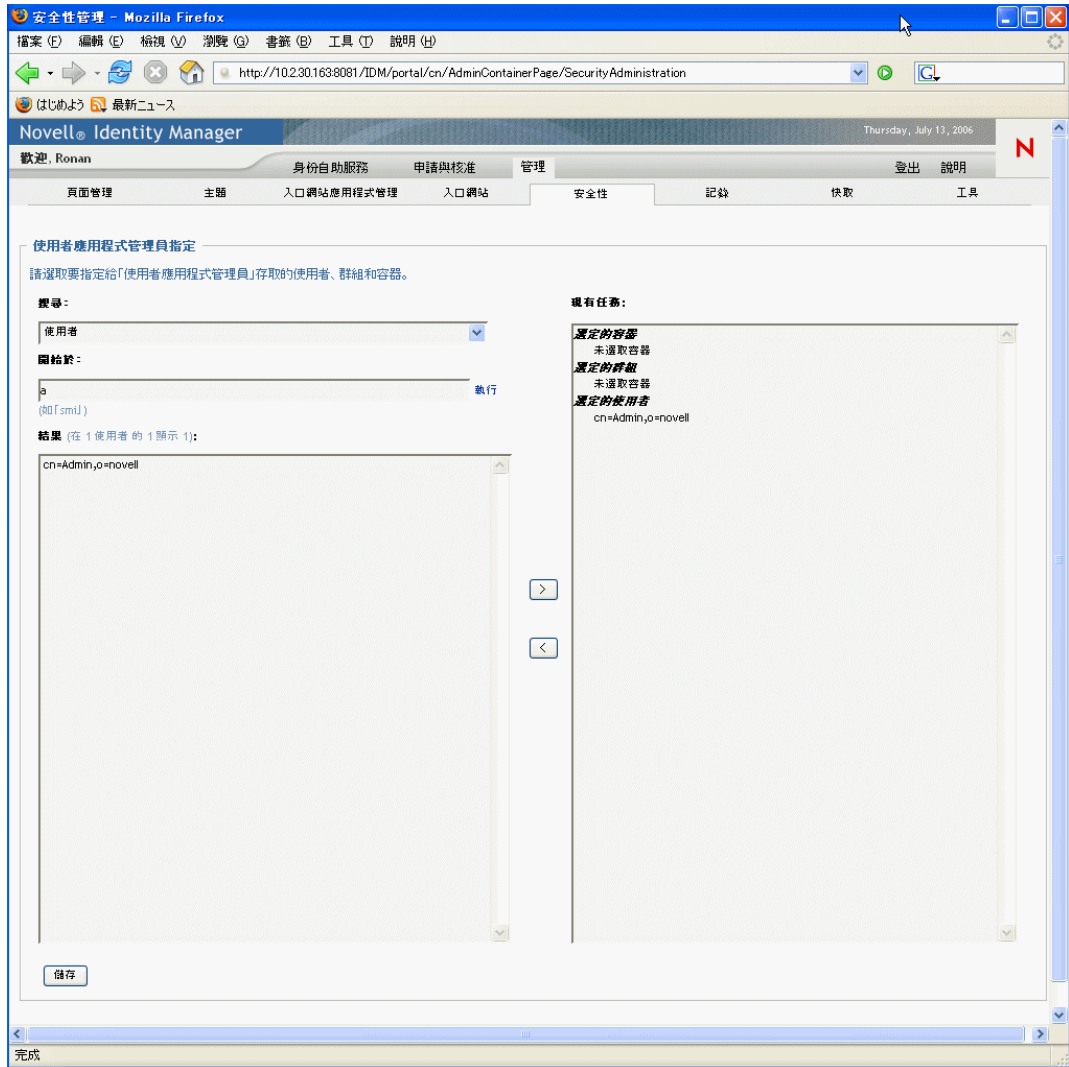 安全性管理 - Mozilla Firefox
檔案 (F) 編輯 (E) 檢視 (V) 瀏覽 (G) 書籤 (B) 工具 (T) 說明 (H)
http://10.2.30.163:8081/IDM/portal/cn/AdminContainerPage/SecurityAdministration
G
はじめよう 最新ニュース
Novell® Identity Manager
Thursday, July 13, 2006
N
歡迎, Ronan
身份自助服務 申請與核准 管理 登出 說明
頁面管理 主題 入口網站應用程式管理 入口網站 安全性 記錄 快取 工具
使用者應用程式管理員指定
請選取要指定給「使用者應用程式管理員」存取的使用者、群組和容器。
搜尋:
使用者
開始於:
a 執行
(如「smi」)
結果 (在 1 使用者 的 1 顯示 1):
cn=Admin,o=novell
現有任務:
選定的容器
未選取容器
選定的群組
未選取容器
選定的使用者
cn=Admin,o=novell
>
<
儲存
完成